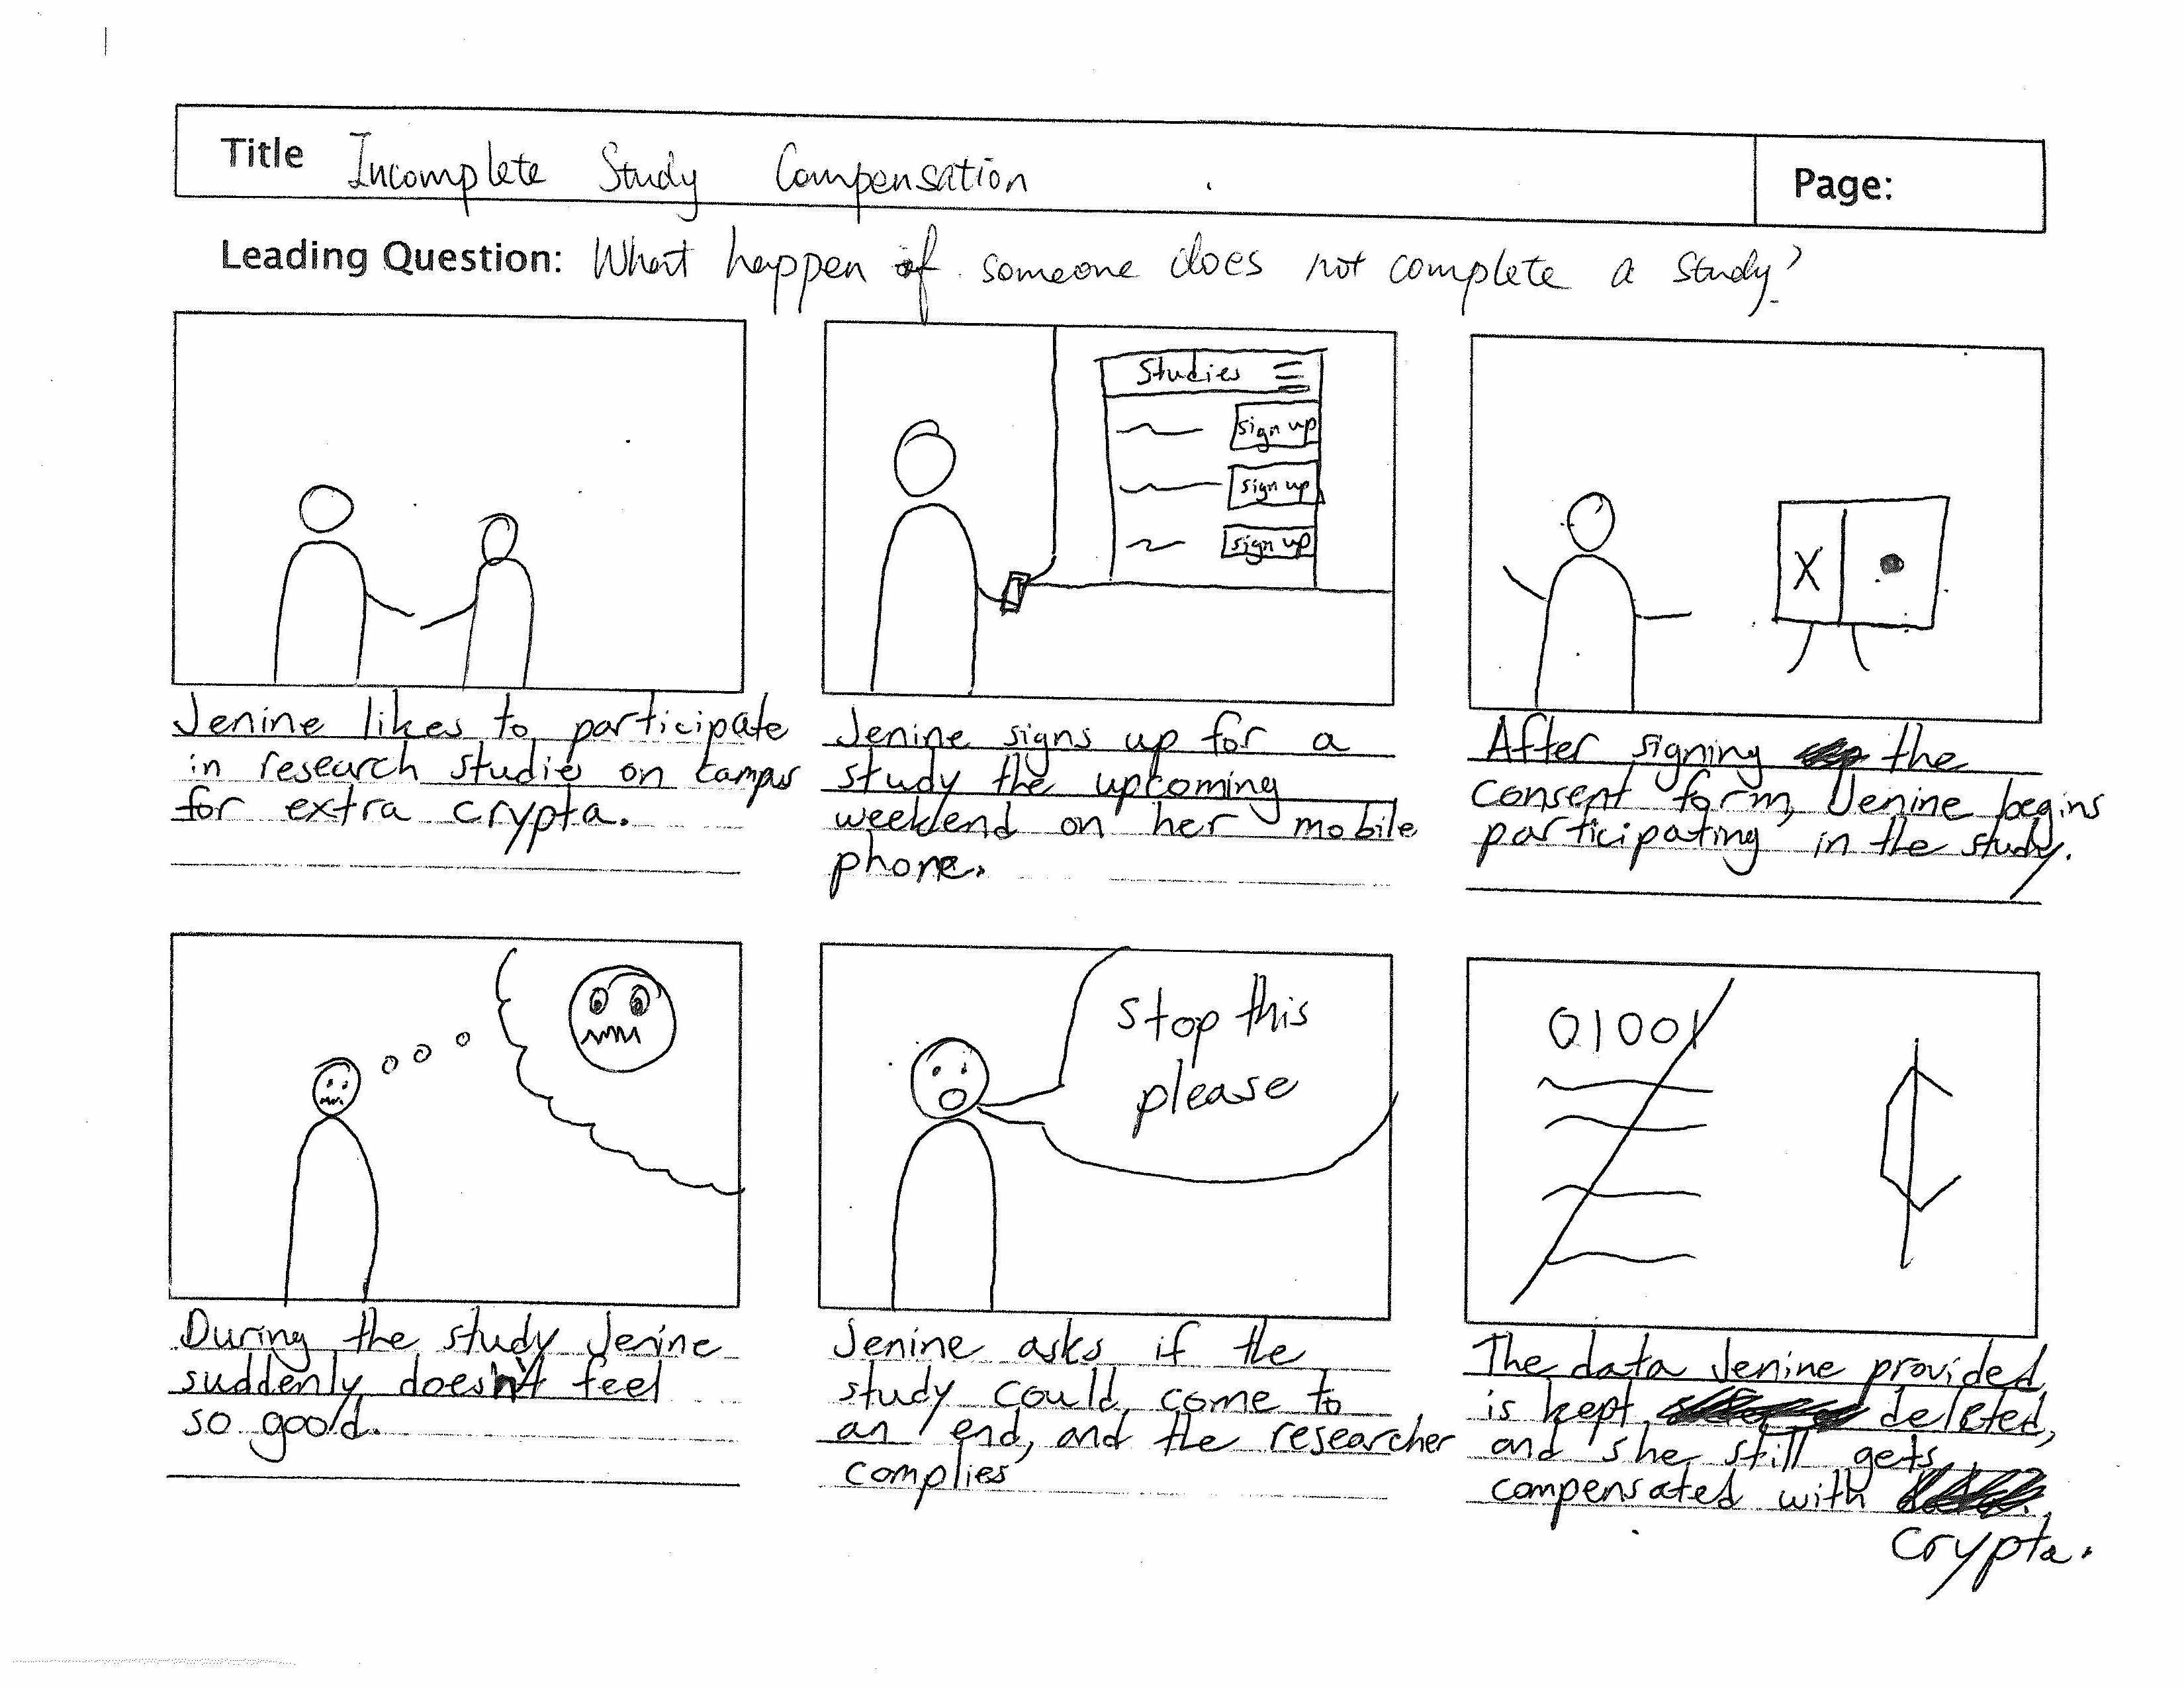 Title Incomplete Study Compensation
Page:
Leading Question: What happen if someone does not complete a study?
Studies
sign up
sign up
sign up
X
Jenine likes to participate
in research studies on campus
for extra crypta.
Jenine signs up for a
study the upcoming
weekend on her mobile
phone.
After signing the
consent form, Jenine begins
participating in the study.
stop this
please
01001
¢
During the study Jenine
suddenly doesn't feel
so good.
Jenine asks if the
study could come to
an end, and the researcher
complies
The data Jenine provided
is kept deleted,
and she still gets
compensated with
crypta.